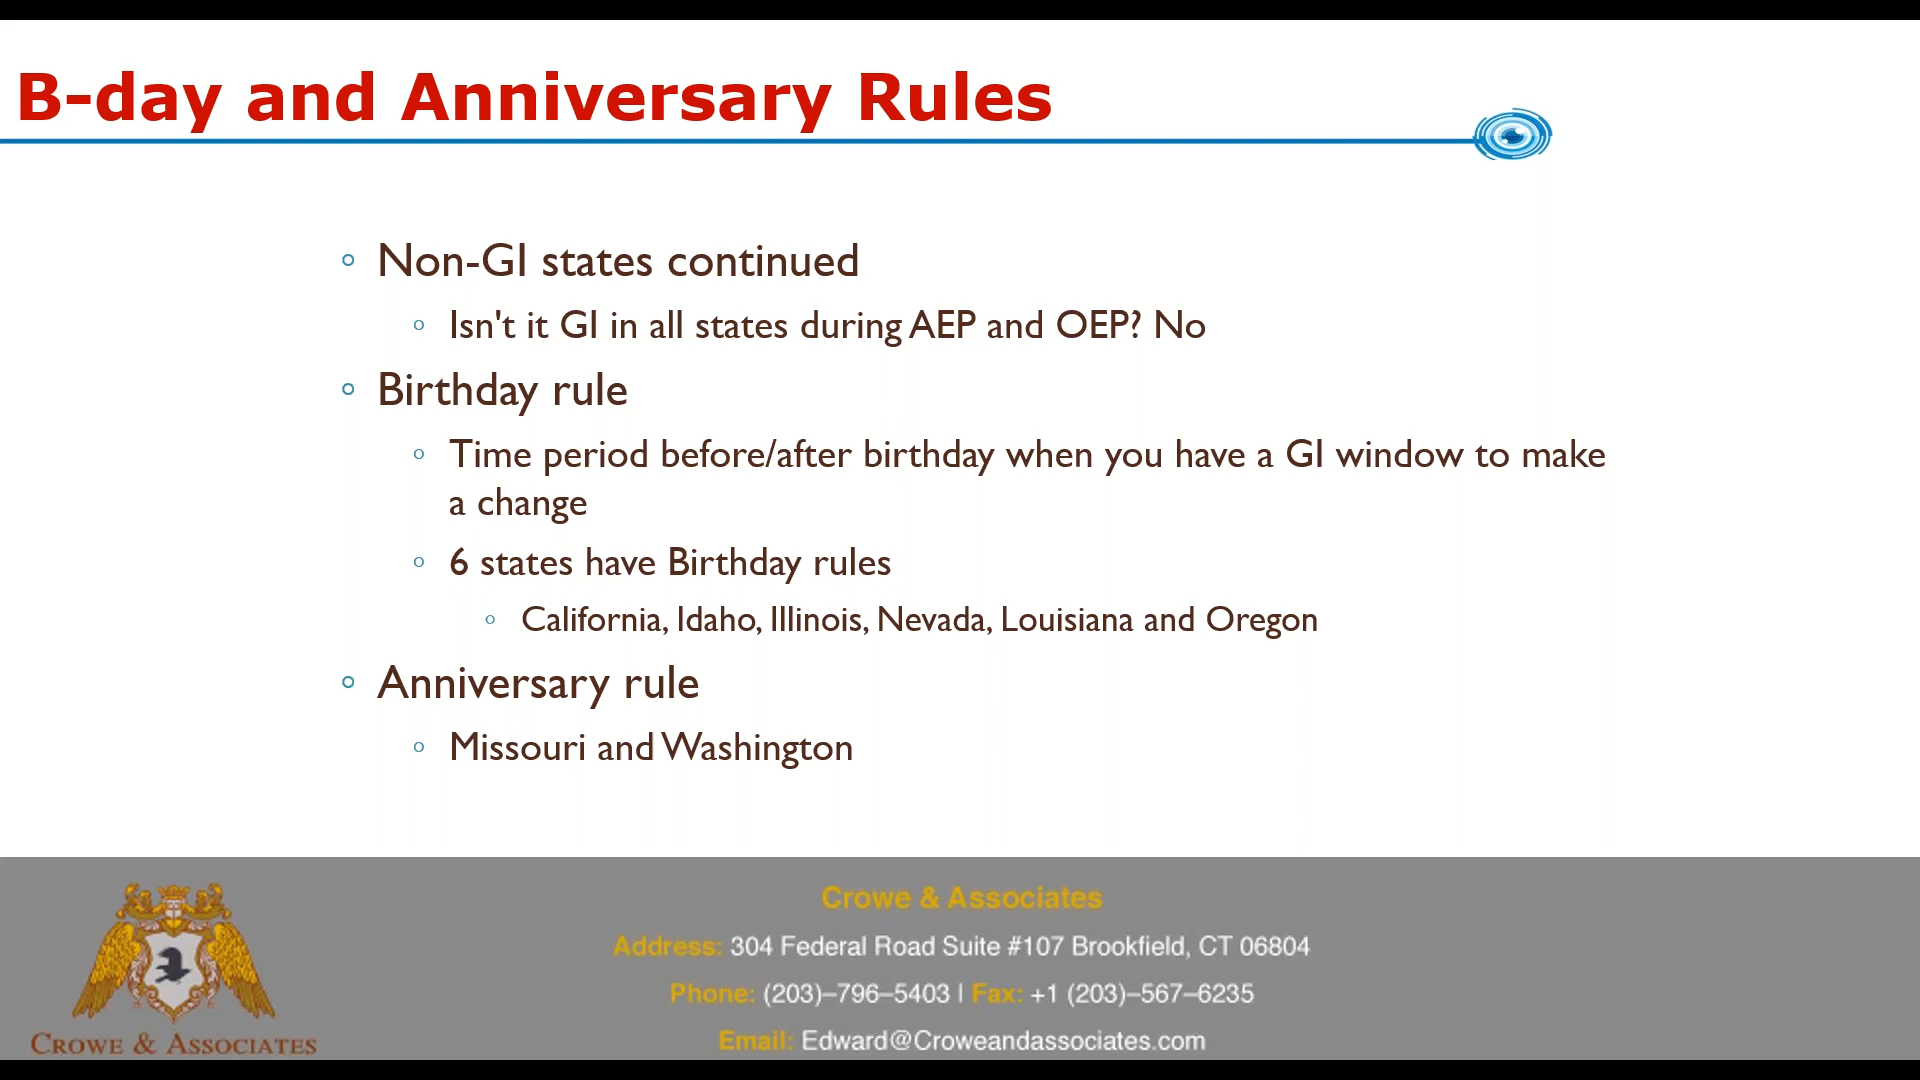 B-day and Anniversary Rules
Non-GI states continued
Isn't it GI in all states during AEP and OEP? No
Birthday rule
Time period before/after birthday when you have a GI window to make
a change
6 states have Birthday rules
California, Idaho, Illinois, Nevada, Louisiana and Oregon
Anniversary rule
Missouri and Washington
Crowe & Associates
Address: 304 Federal Road Suite #107 Brookfield, CT 06804
Phone: (203)–796–5403 | Fax: +1 (203)–567–6235
Email: Edward@Croweandassociates.com
CROWE & ASSOCIATES